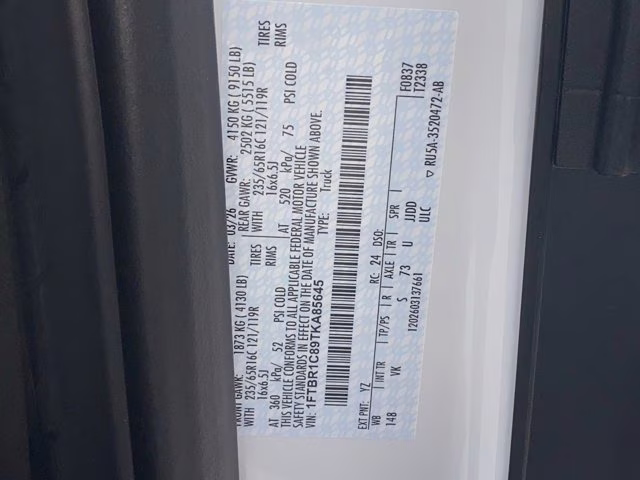 DATE: 03/26 GVWR: 4150 KG ( 9150 LB)
FRONT GAWR: 1873 KG ( 4130 LB) REAR GAWR: 2502 KG ( 5515 LB)
WITH 235/65R16C 121/119R TIRES WITH 235/65R16C 121/119R TIRES
16x6.5J RIMS 16x6.5J RIMS
AT 360 kPa/ 52 PSI COLD AT 520 kPa/ 75 PSI COLD
THIS VEHICLE CONFORMS TO ALL APPLICABLE FEDERAL MOTOR VEHICLE
SAFETY STANDARDS IN EFFECT ON THE DATE OF MANUFACTURE SHOWN ABOVE.
VIN: 1FTBR1C89TKA85645 TYPE: Truck
EXT PNT: YZ RC: 24 DSO: F0837
WB INT TR TP/PS R AXLE TR SPR T2338
148 VK S 73 U JJDD
ULC
1202603137661 ▽ RU5A-3520472-AB